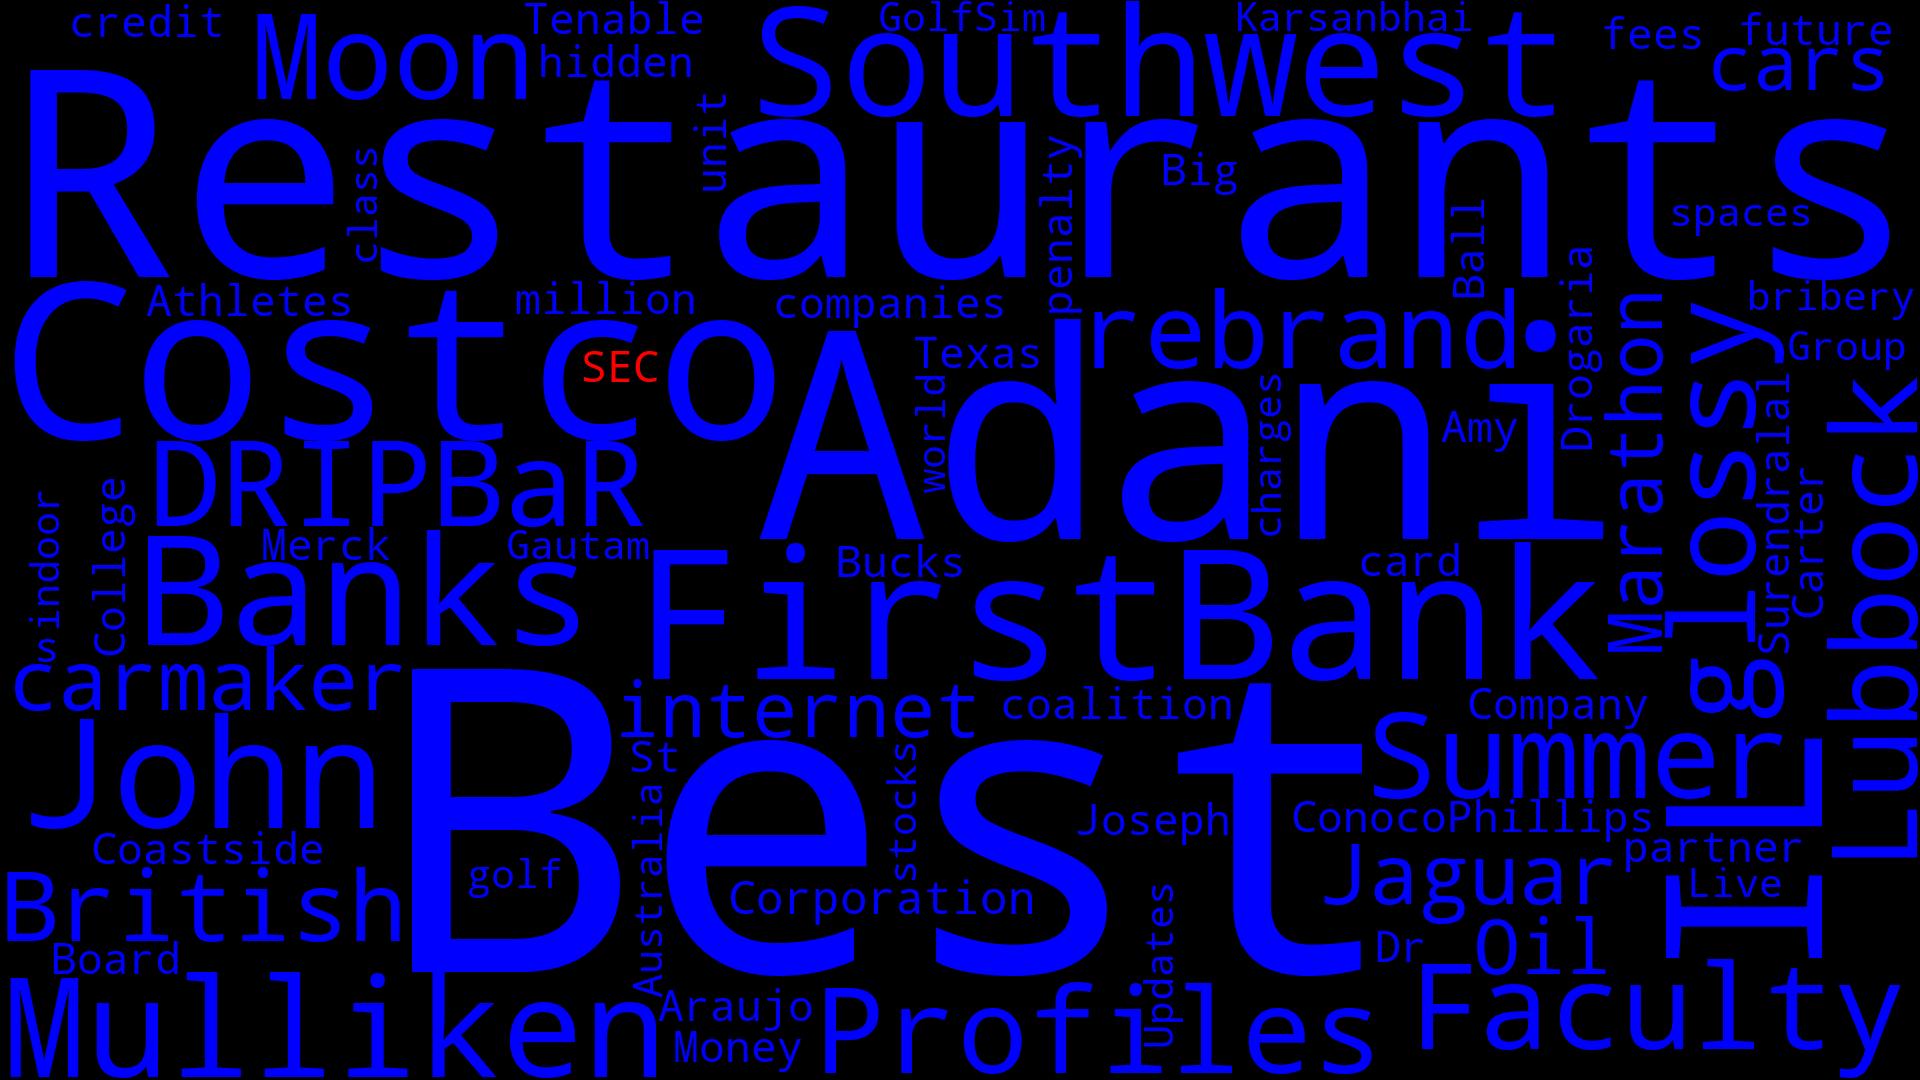 credit
Moon
Tenable
hidden
Southwest
GolfSim
Karsanbhai
fees
future
cars
Restaurants
class
unit
penalty
Big
Ball
spaces
Costco
Athletes
million
SEC
companies
Adani
Texas
world
charges
rebrand
Amy
Drogaria
Marathon
glossy
bribery
Group
Surendralal
Carter
Lubbock
DRIPBaR
sindoor
College
Banks
Merck
Gautam
FirstBank
Bucks
card
carmaker
Best
internet
coalition
Company
Summer
IL
John
St
Australia
stocks
Joseph
ConocoPhillips
partner
Coastside
golf
Corporation
Jaguar
Live
British
Board
Updates
Dr
Oil
Mulliken
Araujo
Money
Profiles
Faculty